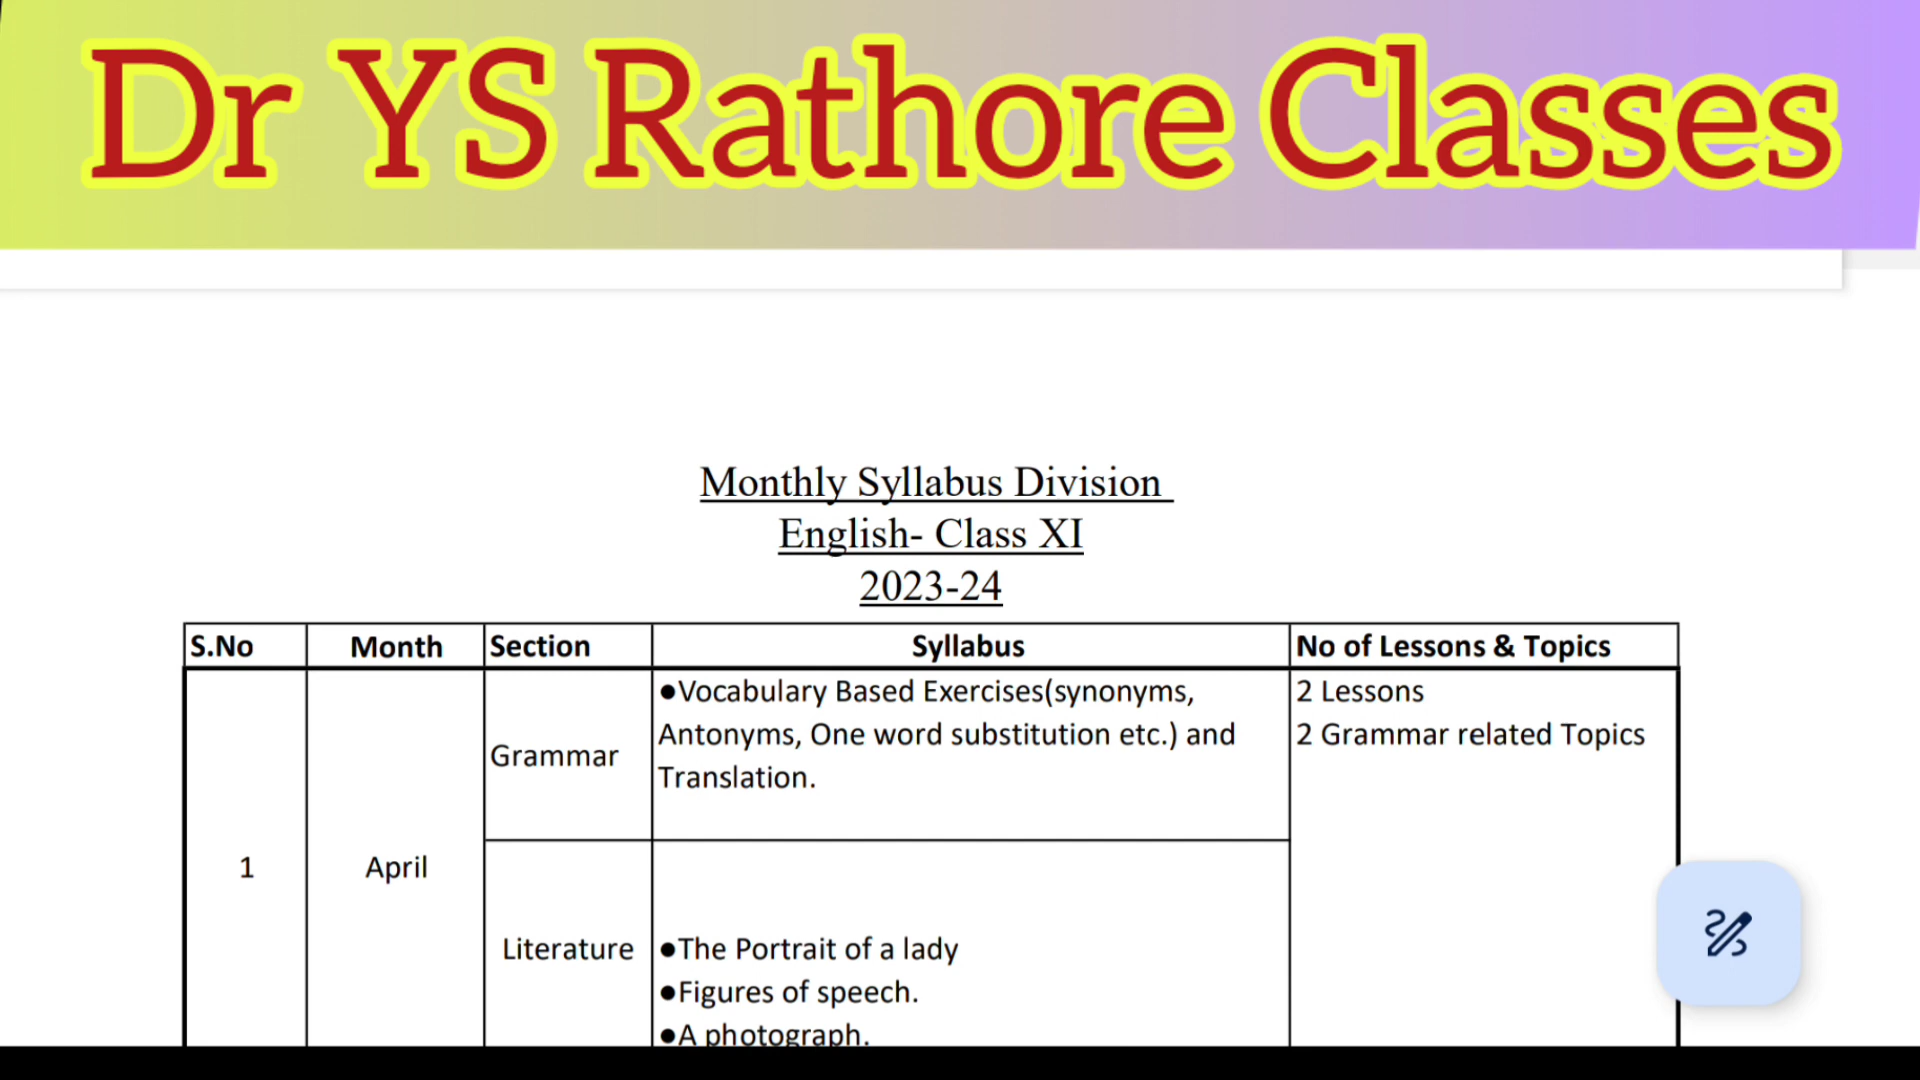 Dr YS Rathore Classes
Monthly Syllabus Division
English- Class XI
2023-24
S.No Month Section Syllabus No of Lessons & Topics
1 April Grammar ●Vocabulary Based Exercises(synonyms,
Antonyms, One word substitution etc.) and
Translation.
2 Lessons
2 Grammar related Topics
Literature ●The Portrait of a lady
●Figures of speech.
●A photograph.